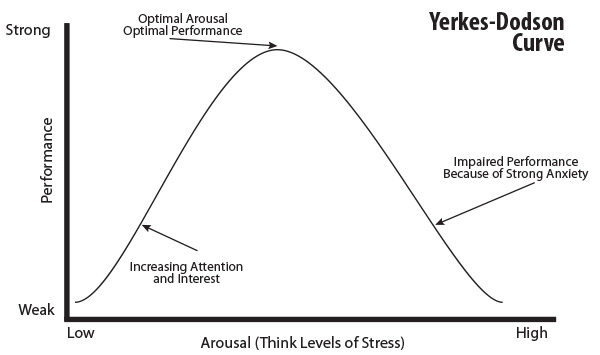 Yerkes-Dodson
Curve
Optimal Arousal
Optimal Performance
Strong
Performance
Impaired Performance
Because of Strong Anxiety
Increasing Attention
and Interest
Weak
Low
High
Arousal (Think Levels of Stress)